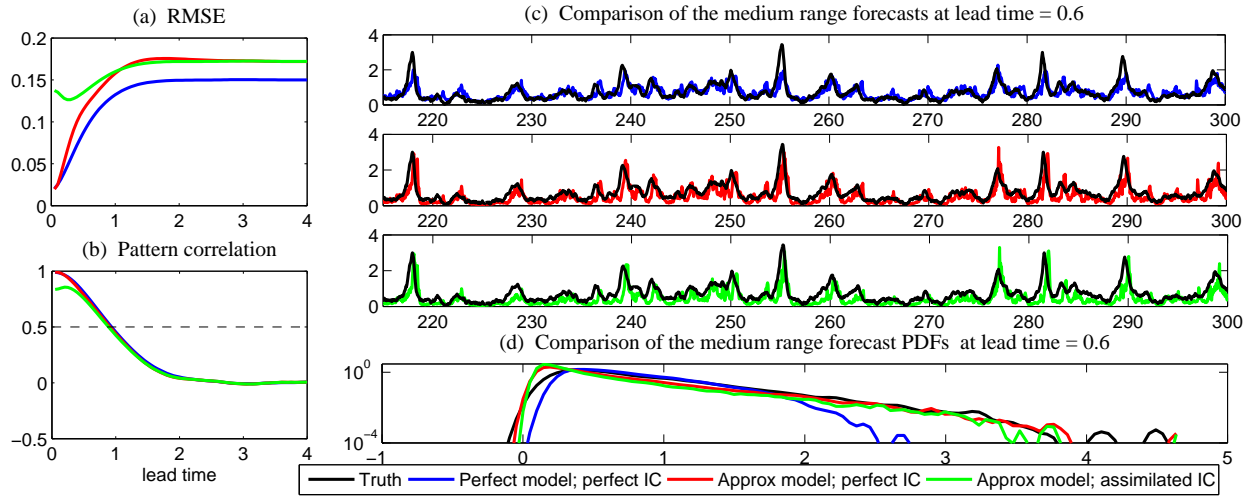 (a) RMSE
0.2
0.15
0.1
0.05
0
0 1 2 3 4
(b) Pattern correlation
1
0.5
0
−0.5
0 1 2 3 4
lead time
(c) Comparison of the medium range forecasts at lead time = 0.6
4
2
0
220 230 240 250 260 270 280 290 300
4
2
0
220 230 240 250 260 270 280 290 300
4
2
0
220 230 240 250 260 270 280 290 300
(d) Comparison of the medium range forecast PDFs at lead time = 0.6
10^0
10^−4
−1 0 1 2 3 4 5
Truth Perfect model; perfect IC Approx model; perfect IC Approx model; assimilated IC